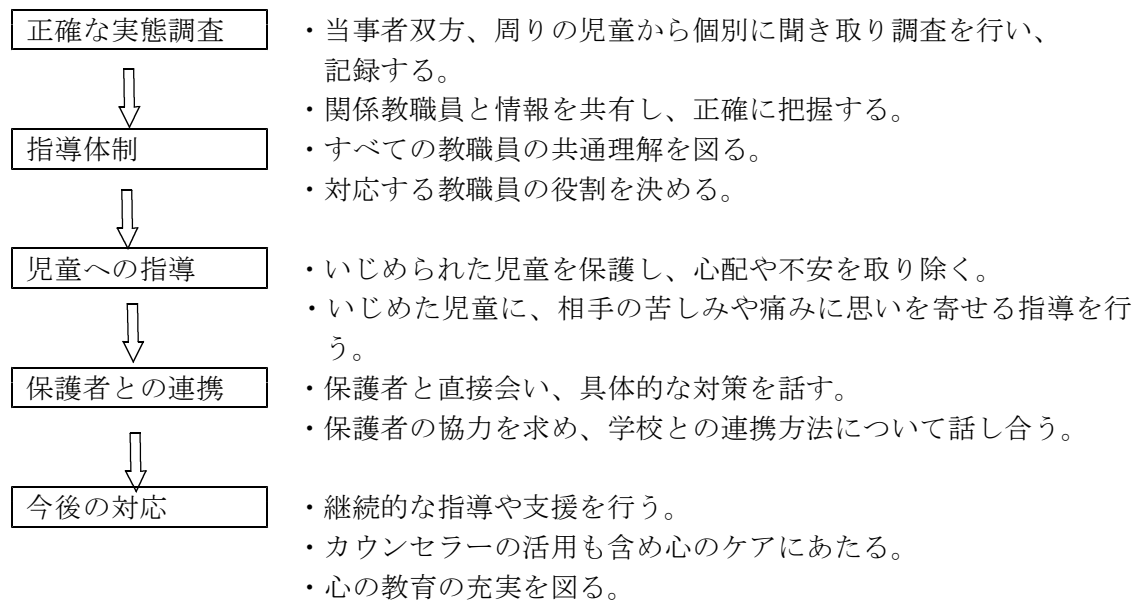 正確な実態調査 ・当事者双方、周りの児童から個別に聞き取り調査を行い、
記録する。
・関係教職員と情報を共有し、正確に把握する。
指導体制 ・すべての教職員の共通理解を図る。
・対応する教職員の役割を決める。
児童への指導 ・いじめられた児童を保護し、心配や不安を取り除く。
・いじめた児童に、相手の苦しみや痛みに思いを寄せる指導を行
う。
保護者との連携 ・保護者と直接会い、具体的な対策を話す。
・保護者の協力を求め、学校との連携方法について話し合う。
今後の対応 ・継続的な指導や支援を行う。
・カウンセラーの活用も含め心のケアにあたる。
・心の教育の充実を図る。